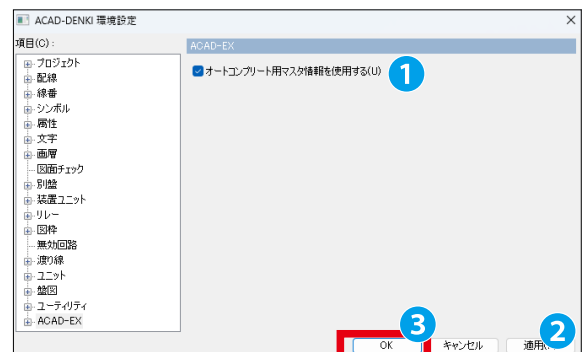 ACAD-DENKI 環境設定
項目(C) :
ACAD-EX
プロジェクト
配線
線番
シンボル
属性
文字
画層
図面チェック
別盤
装置ユニット
リレー
図枠
無効回路
渡り線
ユニット
盤図
ユーティリティ
ACAD-EX
オートコンプリート用マスタ情報を使用する(U)
1
3
2
OK
キャンセル
適用(